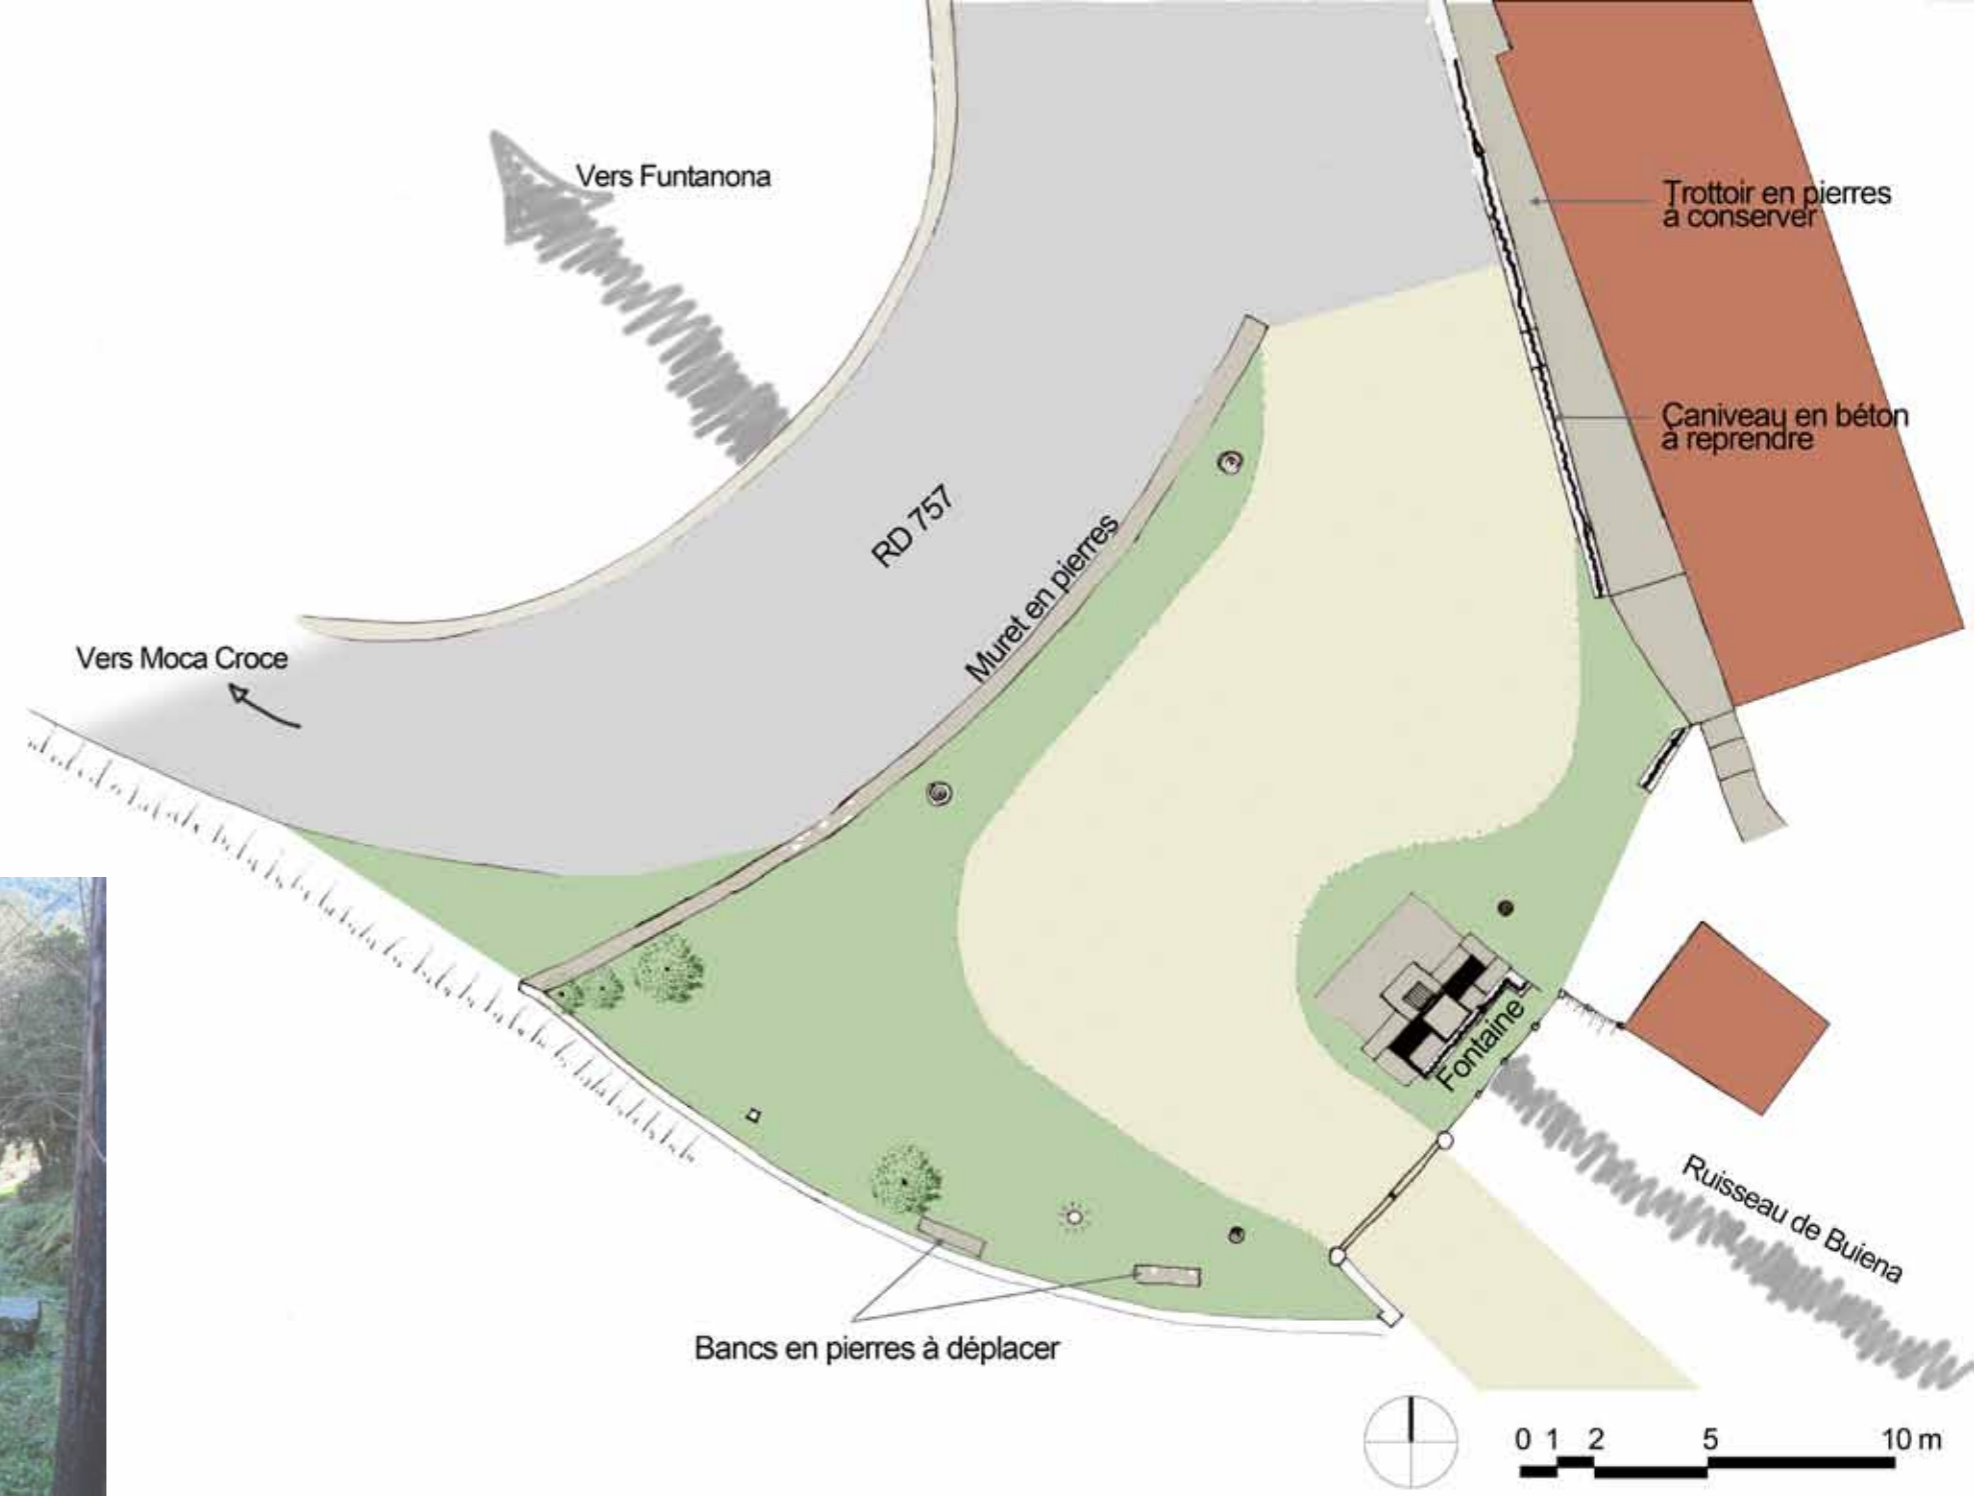 Vers Funtanona
Trottoir en pierres
à conserver
Caniveau en béton
à reprendre
RD 757
Muret en pierres
Vers Moca Croce
Fontaine
Ruisseau de Buiena
Bancs en pierres à déplacer
0 1 2 5 10 m